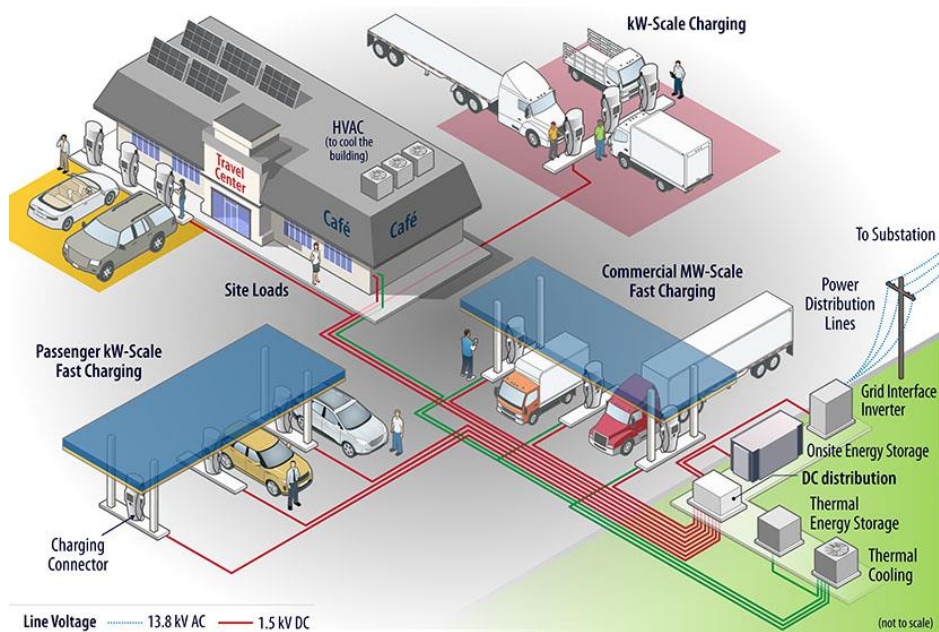 kW-Scale Charging
HVAC
(to cool the
building)
Travel
Center
Café
Café
To Substation
Site Loads
Commercial MW-Scale
Fast Charging
Power
Distribution
Lines
Passenger kW-Scale
Fast Charging
Grid Interface
Inverter
Onsite Energy Storage
DC distribution
Thermal
Energy Storage
Charging
Connector
Thermal
Cooling
Line Voltage
13.8 kV AC
1.5 kV DC
(not to scale)